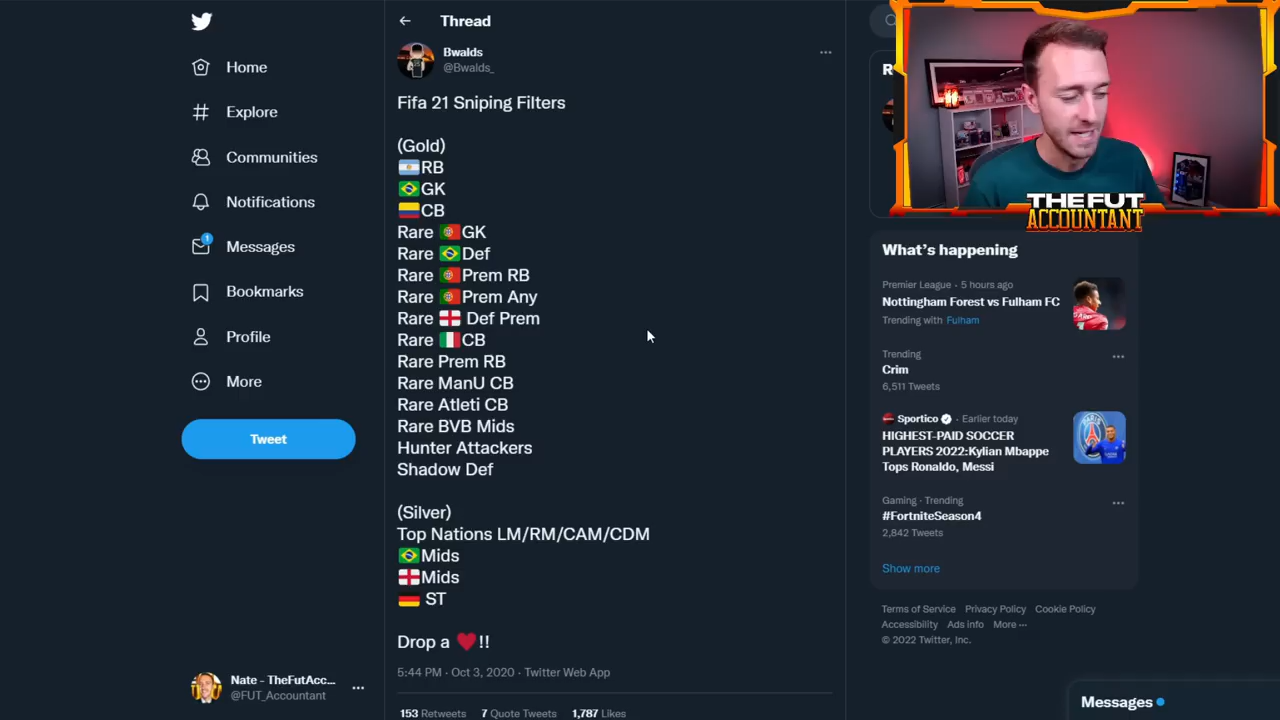 Home
Explore
Communities
Notifications
1
Messages
Bookmarks
Profile
More
Tweet
Nate - TheFutAcc...
@FUT_Accountant
Thread
Bwalds
@Bwalds_
Fifa 21 Sniping Filters
(Gold)
🇦🇷RB
🇧🇷GK
🇨🇴CB
Rare 🇵🇹GK
Rare 🇧🇷Def
Rare 🇵🇹Prem RB
Rare 🇵🇹Prem Any
Rare 🏴󠁧󠁢󠁥󠁮󠁧󠁿 Def Prem
Rare 🇮🇹CB
Rare Prem RB
Rare ManU CB
Rare Atleti CB
Rare BVB Mids
Hunter Attackers
Shadow Def
(Silver)
Top Nations LM/RM/CAM/CDM
🇧🇷Mids
🏴󠁧󠁢󠁥󠁮󠁧󠁿Mids
🇩🇪 ST
Drop a ❤️!!
5:44 PM · Oct 3, 2020 · Twitter Web App
153 Retweets 7 Quote Tweets 1,787 Likes
THE FUT
ACCOUNTANT
What's happening
Premier League · 5 hours ago
Nottingham Forest vs Fulham FC
Trending with Fulham
Trending
Crim
6,511 Tweets
Sportico · Earlier today
HIGHEST-PAID SOCCER
PLAYERS 2022:Kylian Mbappe
Tops Ronaldo, Messi
Gaming · Trending
#FortniteSeason4
2,842 Tweets
Show more
Terms of Service Privacy Policy Cookie Policy
Accessibility Ads info More ···
© 2022 Twitter, Inc.
Messages